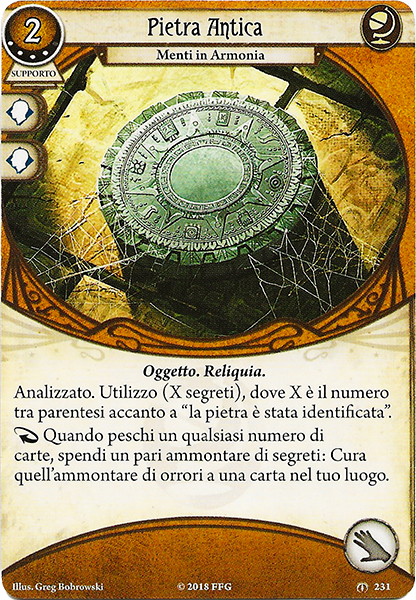 2
Pietra Antica
Menti in Armonia
SUPPORTO
Oggetto. Reliquia.
Analizzato. Utilizzo (X segreti), dove X è il numero
tra parentesi accanto a “la pietra è stata identificata”.
Quando peschi un qualsiasi numero di
carte, spendi un pari ammontare di segreti: Cura
quell’ammontare di orrori a una carta nel tuo luogo.
Illus. Greg Bobrowski
© 2018 FFG
231